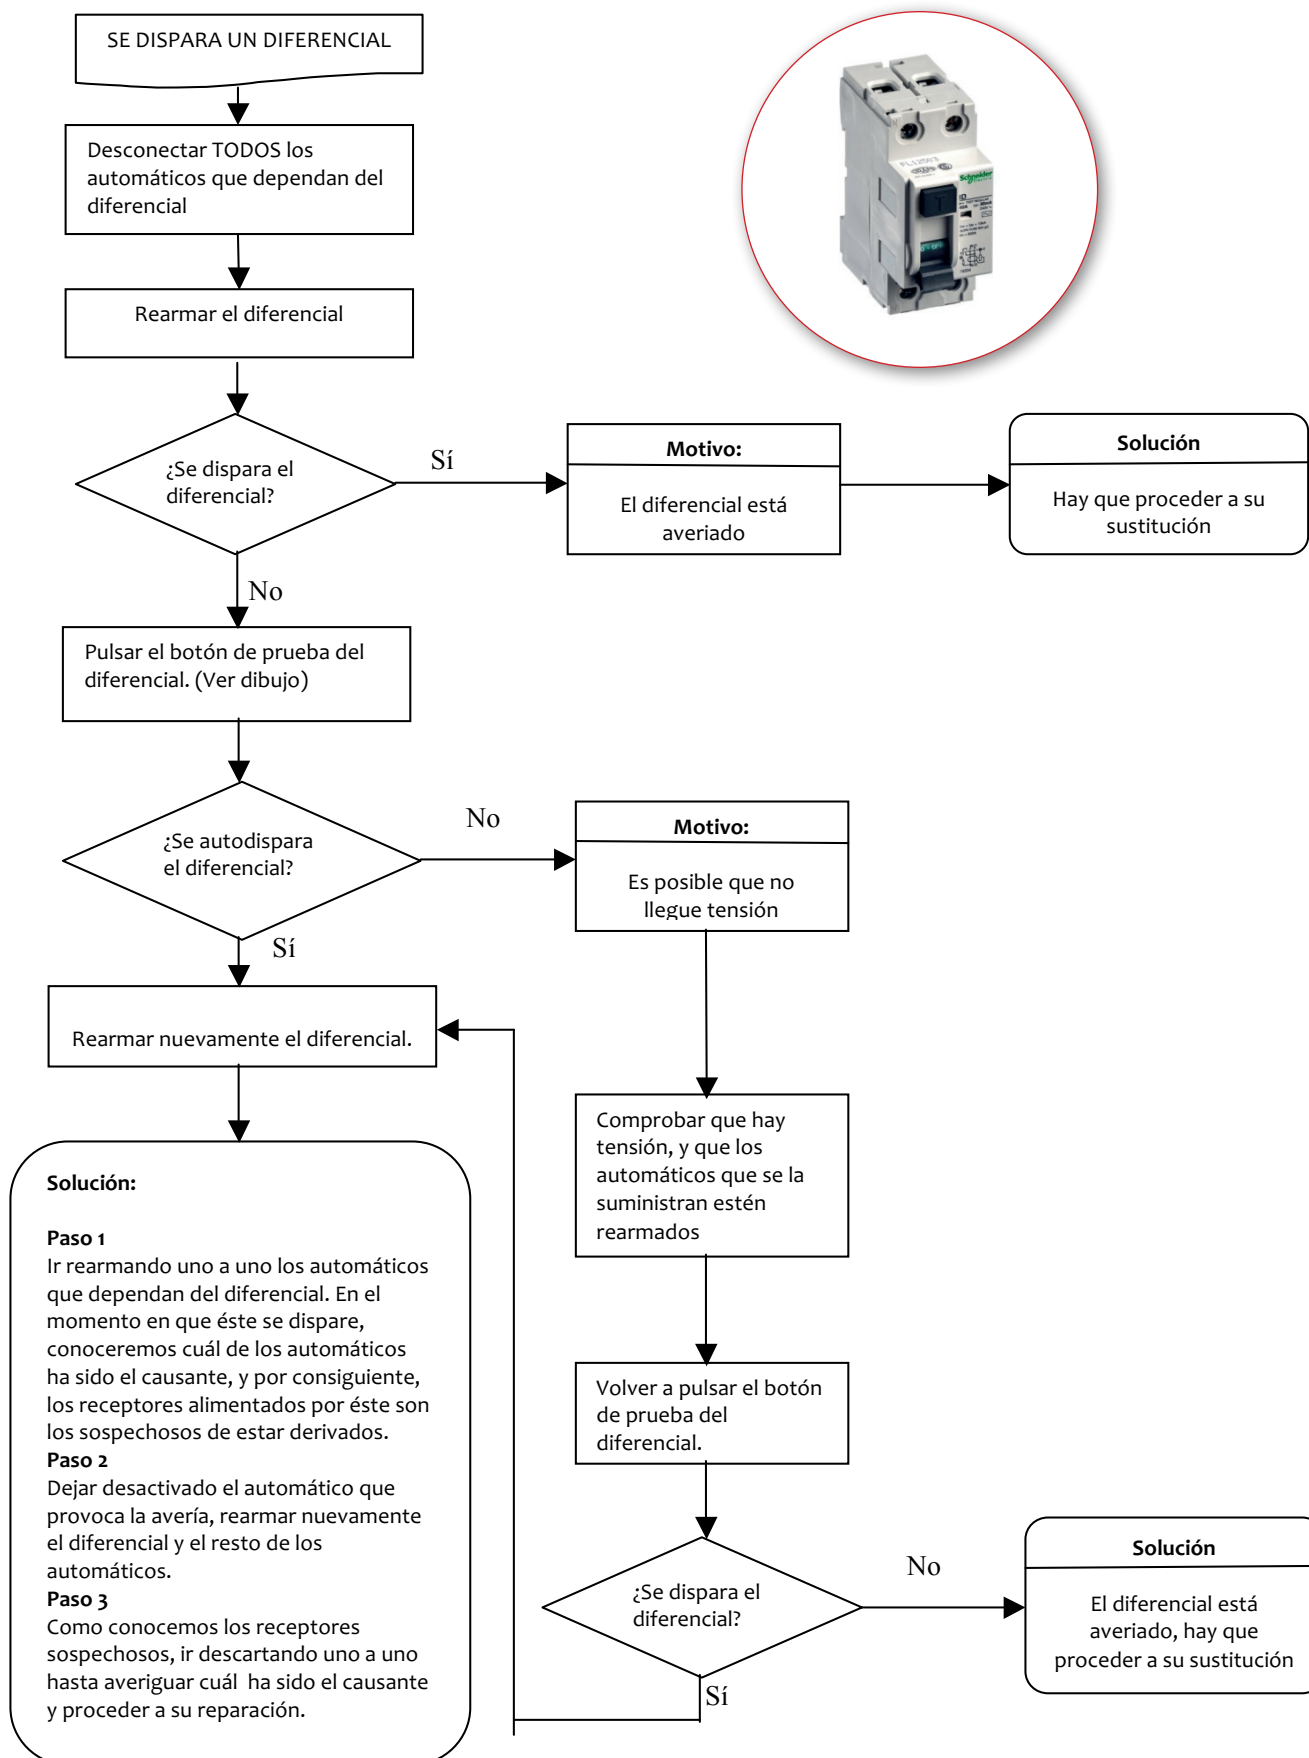 SE DISPARA UN DIFERENCIAL
Desconectar TODOS los
automáticos que dependan del
diferencial
Rearmar el diferencial
¿Se dispara el
diferencial?
Sí
Motivo:
El diferencial está
averiado
Solución
Hay que proceder a su
sustitución
No
Pulsar el botón de prueba del
diferencial. (Ver dibujo)
¿Se autodispara
el diferencial?
No
Motivo:
Es posible que no
llegue tensión
Sí
Rearmar nuevamente el diferencial.
Comprobar que hay
tensión, y que los
automáticos que se la
suministran estén
rearmados
Volver a pulsar el botón
de prueba del
diferencial.
¿Se dispara el
diferencial?
No
Solución
El diferencial está
averiado, hay que
proceder a su sustitución
Sí
Solución:
Paso 1
Ir rearmando uno a uno los automáticos
que dependan del diferencial. En el
momento en que éste se dispare,
conoceremos cuál de los automáticos
ha sido el causante, y por consiguiente,
los receptores alimentados por éste son
los sospechosos de estar derivados.
Paso 2
Dejar desactivado el automático que
provoca la avería, rearmar nuevamente
el diferencial y el resto de los
automáticos.
Paso 3
Como conocemos los receptores
sospechosos, ir descartando uno a uno
hasta averiguar cuál ha sido el causante
y proceder a su reparación.
Schneider
T